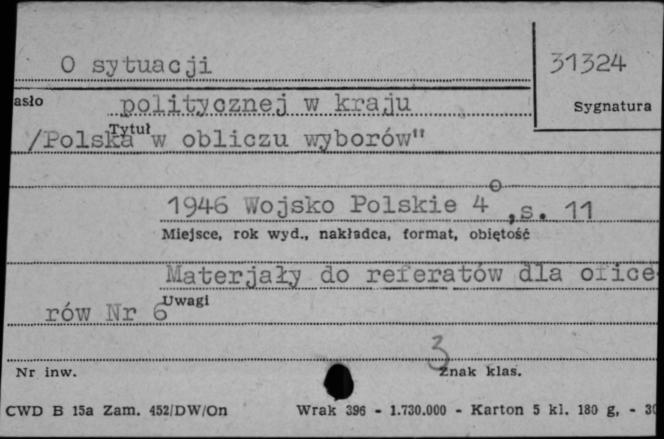 O sytuacji
31324
asło
politycznej w kraju
Sygnatura
Tytuł
/Polska w obliczu wyborów"
1946 Wojsko Polskie 4º,s. 11
Miejsce, rok wyd., nakładca, format, objętość
Materjały do referatów dla ofice
Uwagi
rów Nr 6
3
Nr inw.
Znak klas.
CWD B 15a Zam. 452/DW/On Wrak 396 - 1.730.000 - Karton 5 kl. 180 g, - 30